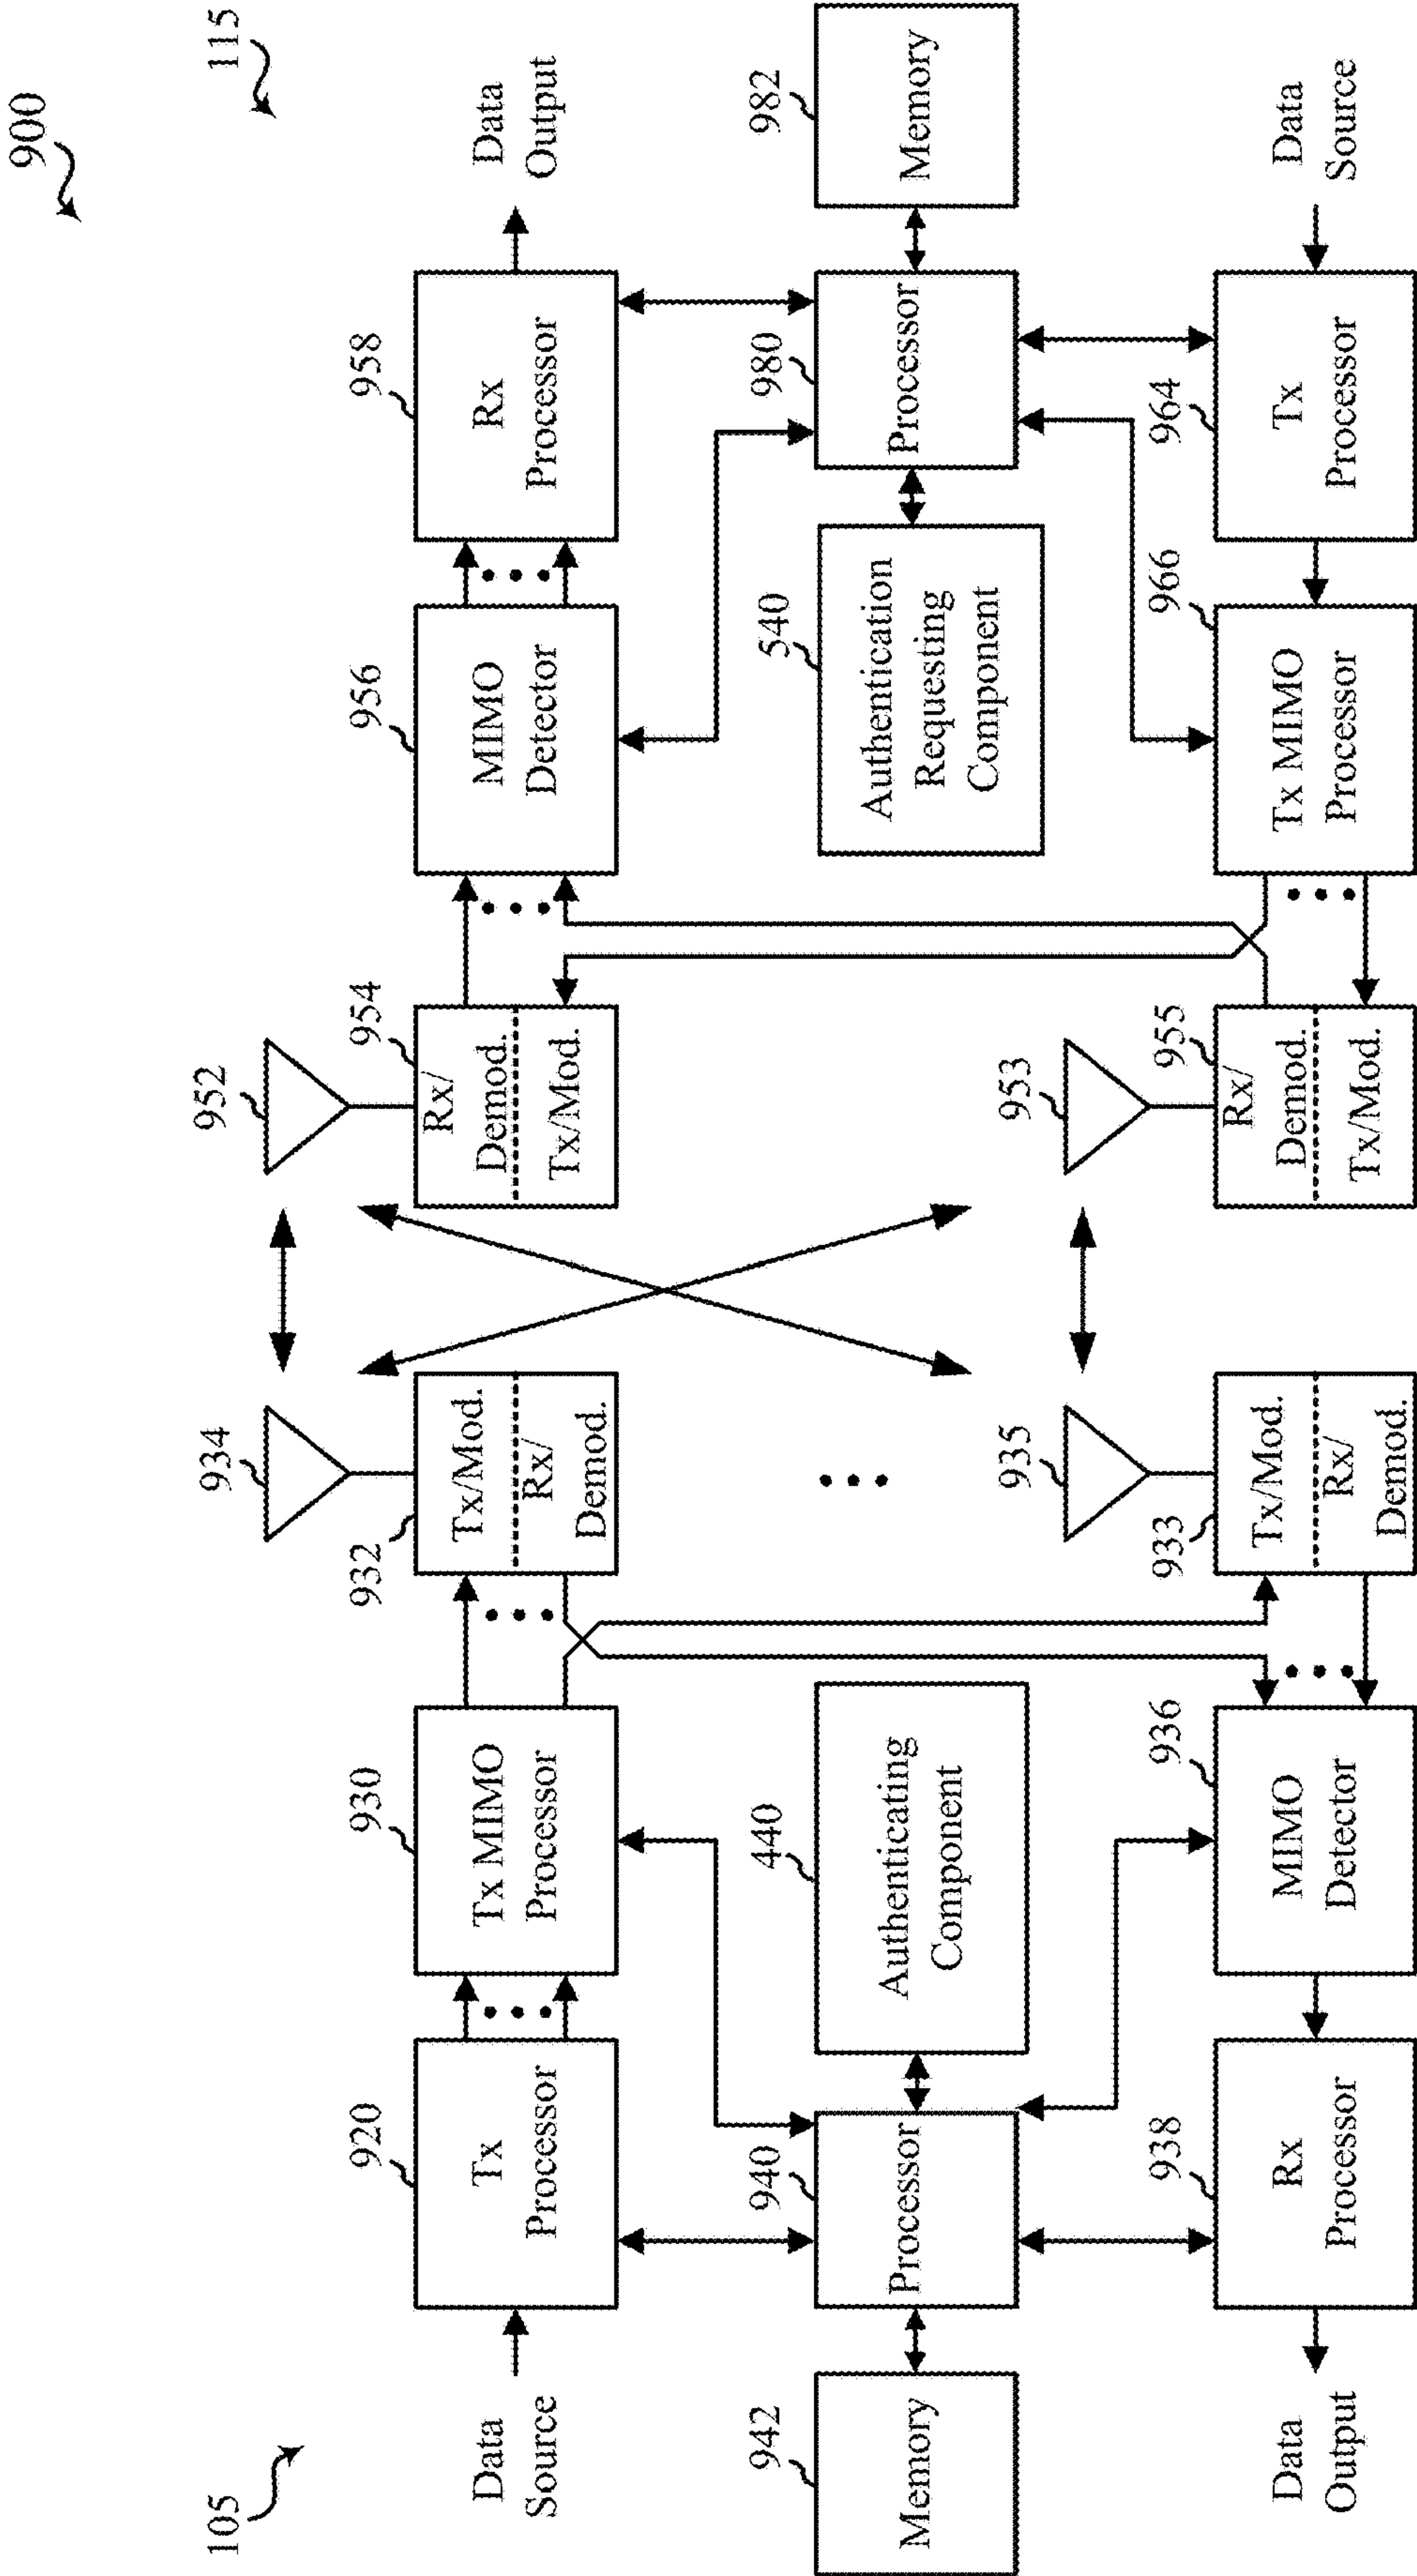 900
105
115
934
952
Data
Source
920
Tx
Processor
930
Tx MIMO
Processor
932
Tx/Mod.
Rx/
Demod.
954
Rx/
Demod.
Tx/Mod.
956
MIMO
Detector
958
Rx
Processor
Data
Output
942
Memory
940
Processor
440
Authenticating
Component
540
Authentication
Requesting
Component
980
Processor
982
Memory
935
953
Data
Output
938
Rx
Processor
936
MIMO
Detector
933
Tx/Mod.
Rx/
Demod.
955
Rx/
Demod.
Tx/Mod.
966
Tx MIMO
Processor
964
Tx
Processor
Data
Source